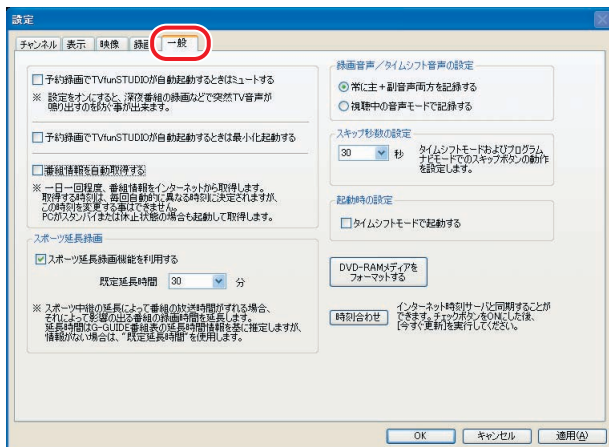 設定
チャンネル 表示 映像 録画 一般
予約録画でTVfunSTUDIOが自動起動するときはミュートする
※ 設定をオンにすると、深夜番組の録画などで突然TV音声が
鳴り出すのを防ぐ事が出来ます。
予約録画でTVfunSTUDIOが自動起動するときは最小化起動する
番組情報を自動取得する
※ 一日一回程度、番組情報をインターネットから取得します。
取得する時刻は、毎回自動的に異なる時刻に決定されますが、
この時刻を変更する事はできません。
PCがスタンバイまたは休止状態の場合も起動して取得します。
スポーツ延長録画
スポーツ延長録画機能を利用する
既定延長時間 30 分
※ スポーツ中継の延長によって番組の放送時間がずれる場合、
それによって影響の出る番組の録画時間を延長します。
延長時間はG-GUIDE番組表の延長時間情報を基に推定しますが、
情報がない場合は、"既定延長時間"を使用します。
録画音声/タイムシフト音声の設定
常に主+副音声両方を記録する
視聴中の音声モードで記録する
スキップ秒数の設定
30 秒
タイムシフトモードおよびプログラム
ナビモードでのスキップボタンの動作
を設定します。
起動時の設定
タイムシフトモードで起動する
DVD-RAMメディアを
フォーマットする
時刻合わせ
インターネット時刻サーバと同期することが
できます。チェックボタンをONにした後、
[今すぐ更新]を実行してください。
OK キャンセル 適用(A)